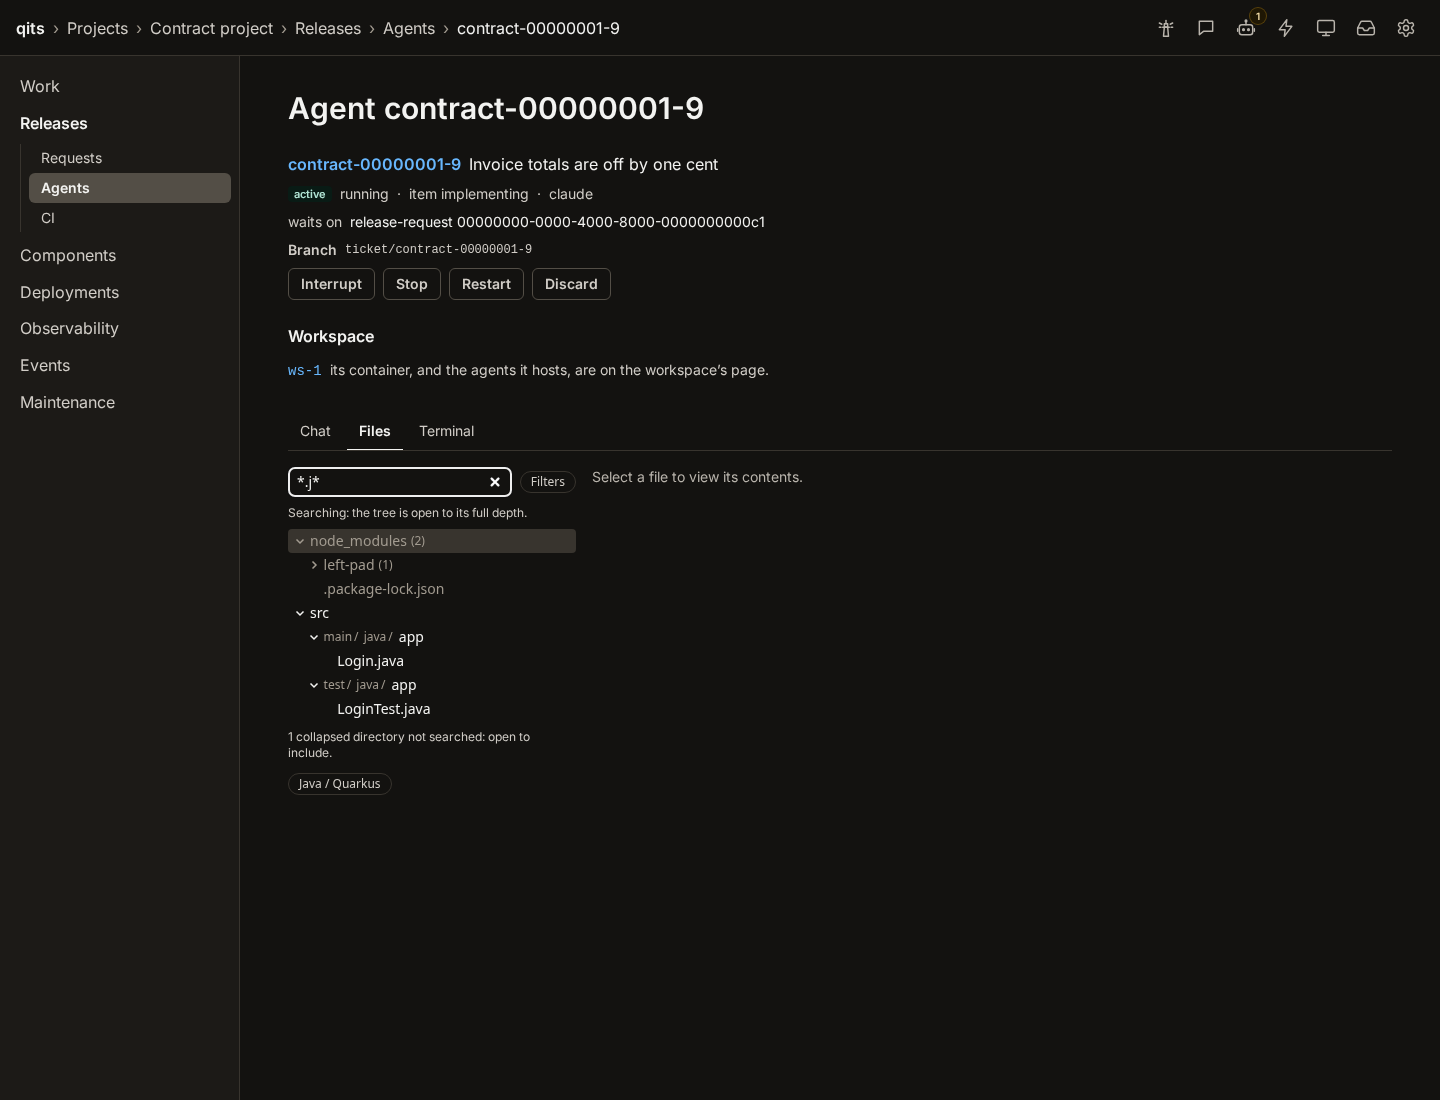 qits › Projects › Contract project › Releases › Agents › contract-00000001-9
1
Work
Releases
Requests
Agents
CI
Components
Deployments
Observability
Events
Maintenance
Agent contract-00000001-9
contract-00000001-9 Invoice totals are off by one cent
active running · item implementing · claude
waits on release-request 00000000-0000-4000-8000-0000000000c1
Branch ticket/contract-00000001-9
Interrupt Stop Restart Discard
Workspace
ws-1 its container, and the agents it hosts, are on the workspace’s page.
Chat Files Terminal
*.j* Filters
Select a file to view its contents.
Searching: the tree is open to its full depth.
node_modules (2)
left-pad (1)
.package-lock.json
src
main/ java/ app
Login.java
test/ java/ app
LoginTest.java
1 collapsed directory not searched: open to
include.
Java / Quarkus